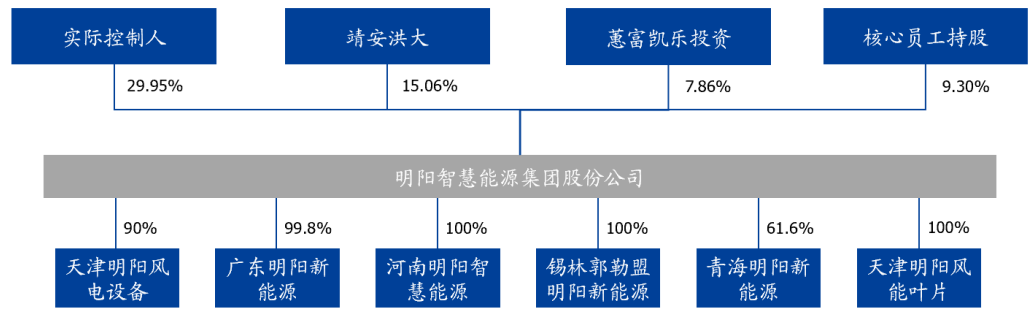 实际控制人
靖安洪大
蕙富凯乐投资
核心员工持股
29.95%
15.06%
7.86%
9.30%
明阳智慧能源集团股份公司
90%
99.8%
100%
100%
61.6%
100%
天津明阳风
电设备
广东明阳新
能源
河南明阳智
慧能源
锡林郭勒盟
明阳新能源
青海明阳新
能源
天津明阳风
能叶片